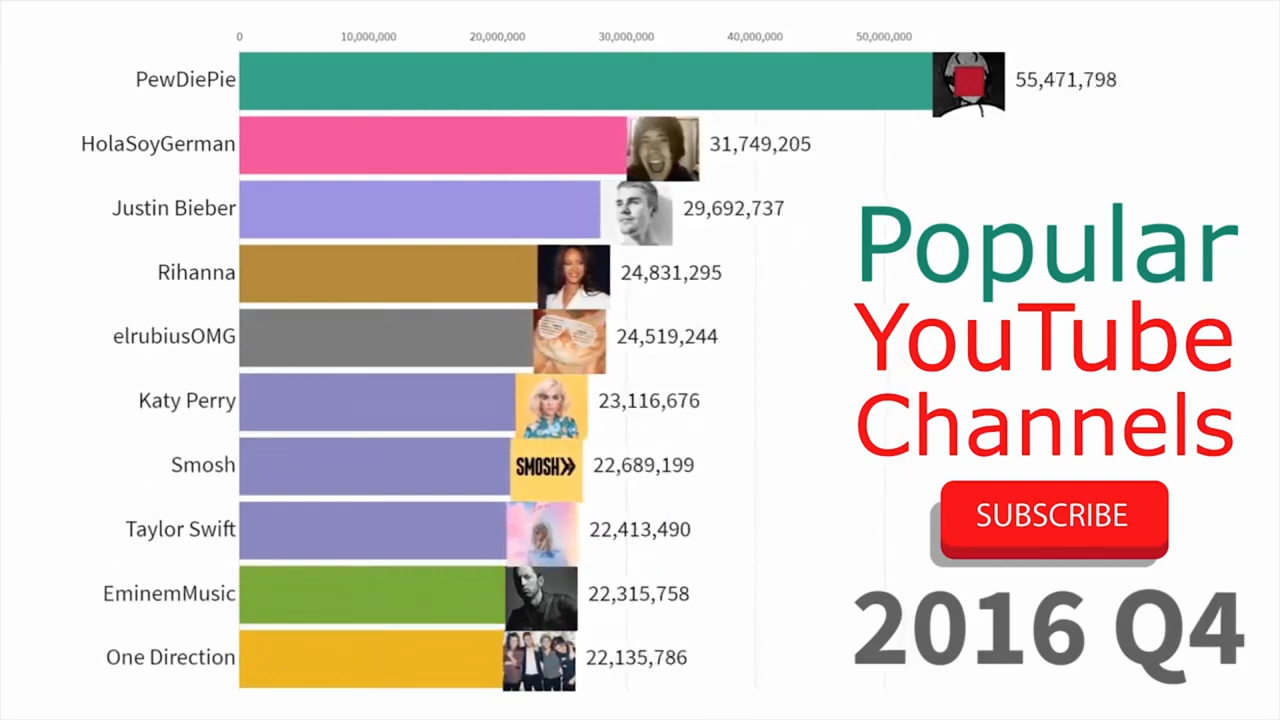 0 10,000,000 20,000,000 30,000,000 40,000,000 50,000,000
PewDiePie 55,471,798
HolaSoyGerman 31,749,205
Justin Bieber 29,692,737
Rihanna 24,831,295
elrubiusOMG 24,519,244
Katy Perry 23,116,676
Smosh SMOSH 22,689,199
Taylor Swift 22,413,490
EminemMusic 22,315,758
One Direction 22,135,786
Popular
YouTube
Channels
SUBSCRIBE
2016 Q4